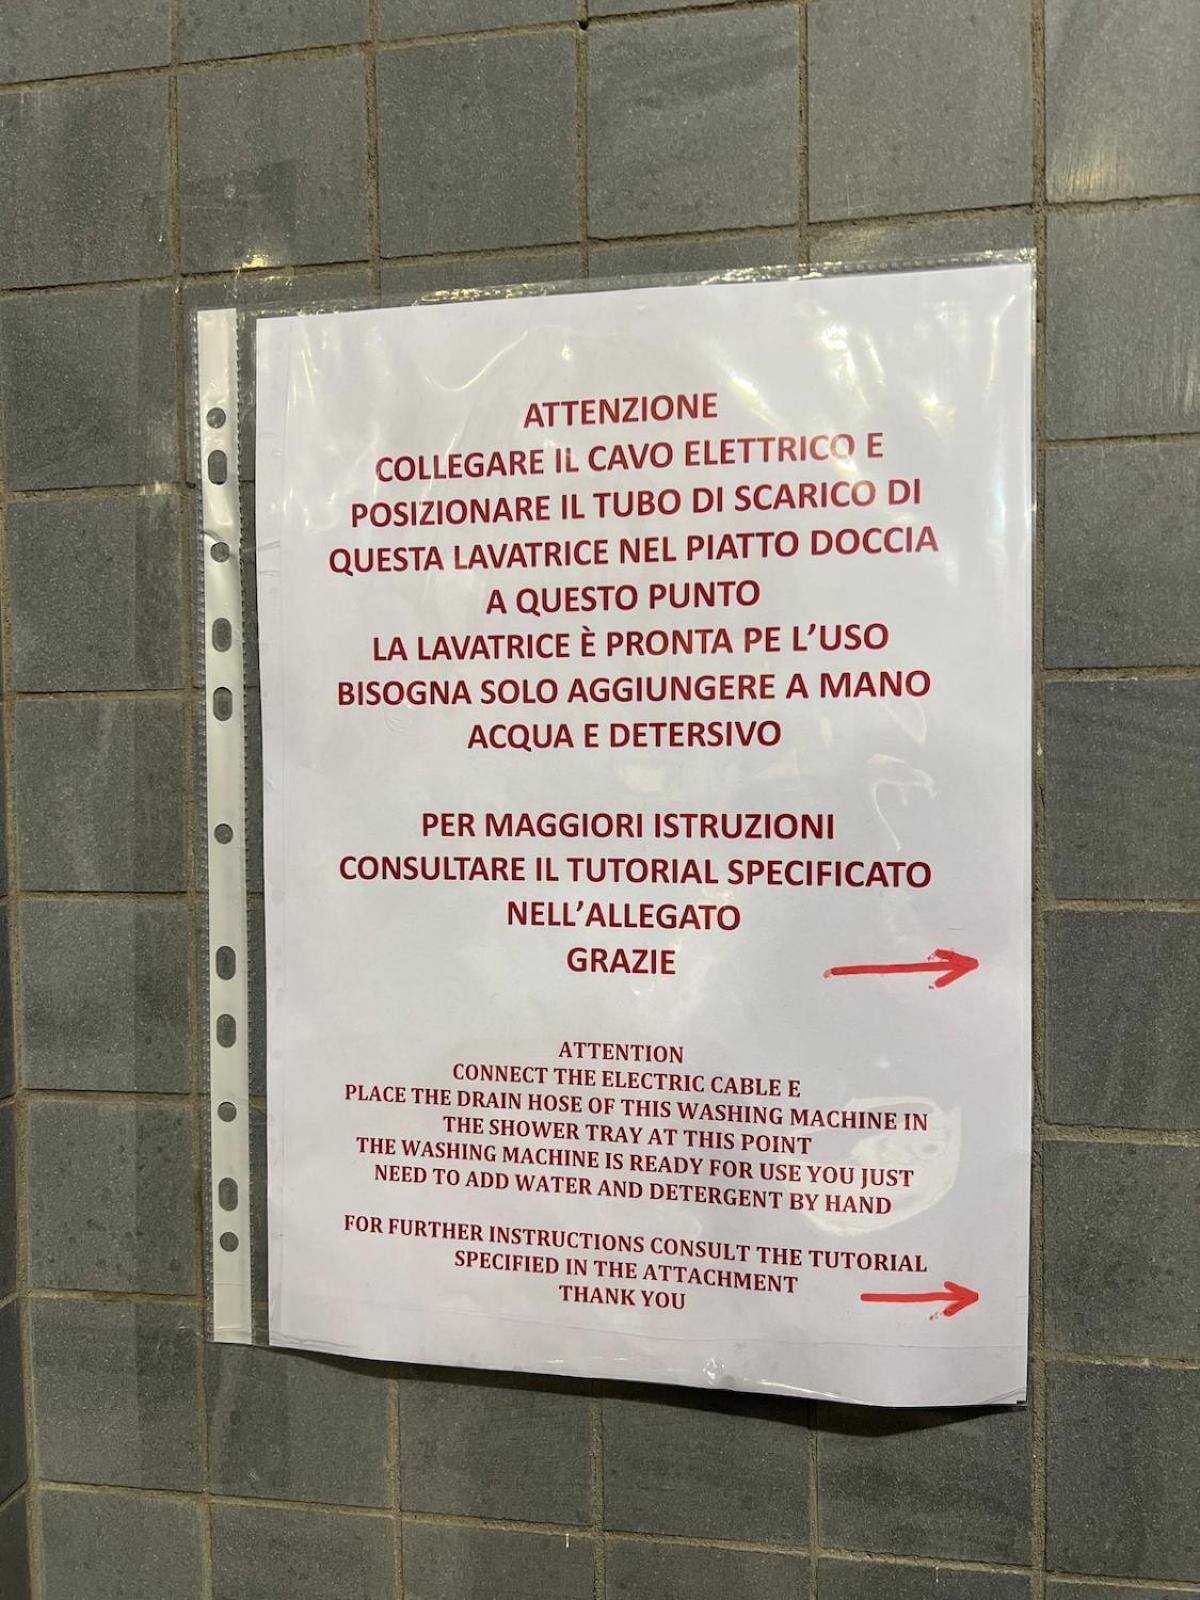 ATTENZIONE
COLLEGARE IL CAVO ELETTRICO E
POSIZIONARE IL TUBO DI SCARICO DI
QUESTA LAVATRICE NEL PIATTO DOCCIA
A QUESTO PUNTO
LA LAVATRICE È PRONTA PE L’USO
BISOGNA SOLO AGGIUNGERE A MANO
ACQUA E DETERSIVO
PER MAGGIORI ISTRUZIONI
CONSULTARE IL TUTORIAL SPECIFICATO
NELL’ALLEGATO
GRAZIE
ATTENTION
CONNECT THE ELECTRIC CABLE E
PLACE THE DRAIN HOSE OF THIS WASHING MACHINE IN
THE SHOWER TRAY AT THIS POINT
THE WASHING MACHINE IS READY FOR USE YOU JUST
NEED TO ADD WATER AND DETERGENT BY HAND
FOR FURTHER INSTRUCTIONS CONSULT THE TUTORIAL
SPECIFIED IN THE ATTACHMENT
THANK YOU